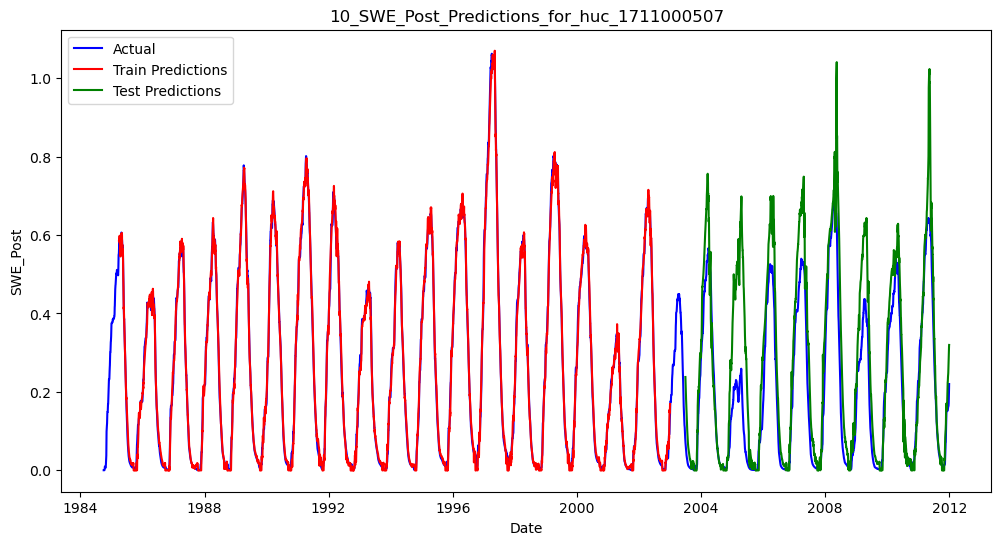 10_SWE_Post_Predictions_for_huc_1711000507
Actual
Train Predictions
Test Predictions
SWE_Post
1.0
0.8
0.6
0.4
0.2
0.0
1984
1988
1992
1996
2000
2004
2008
2012
Date